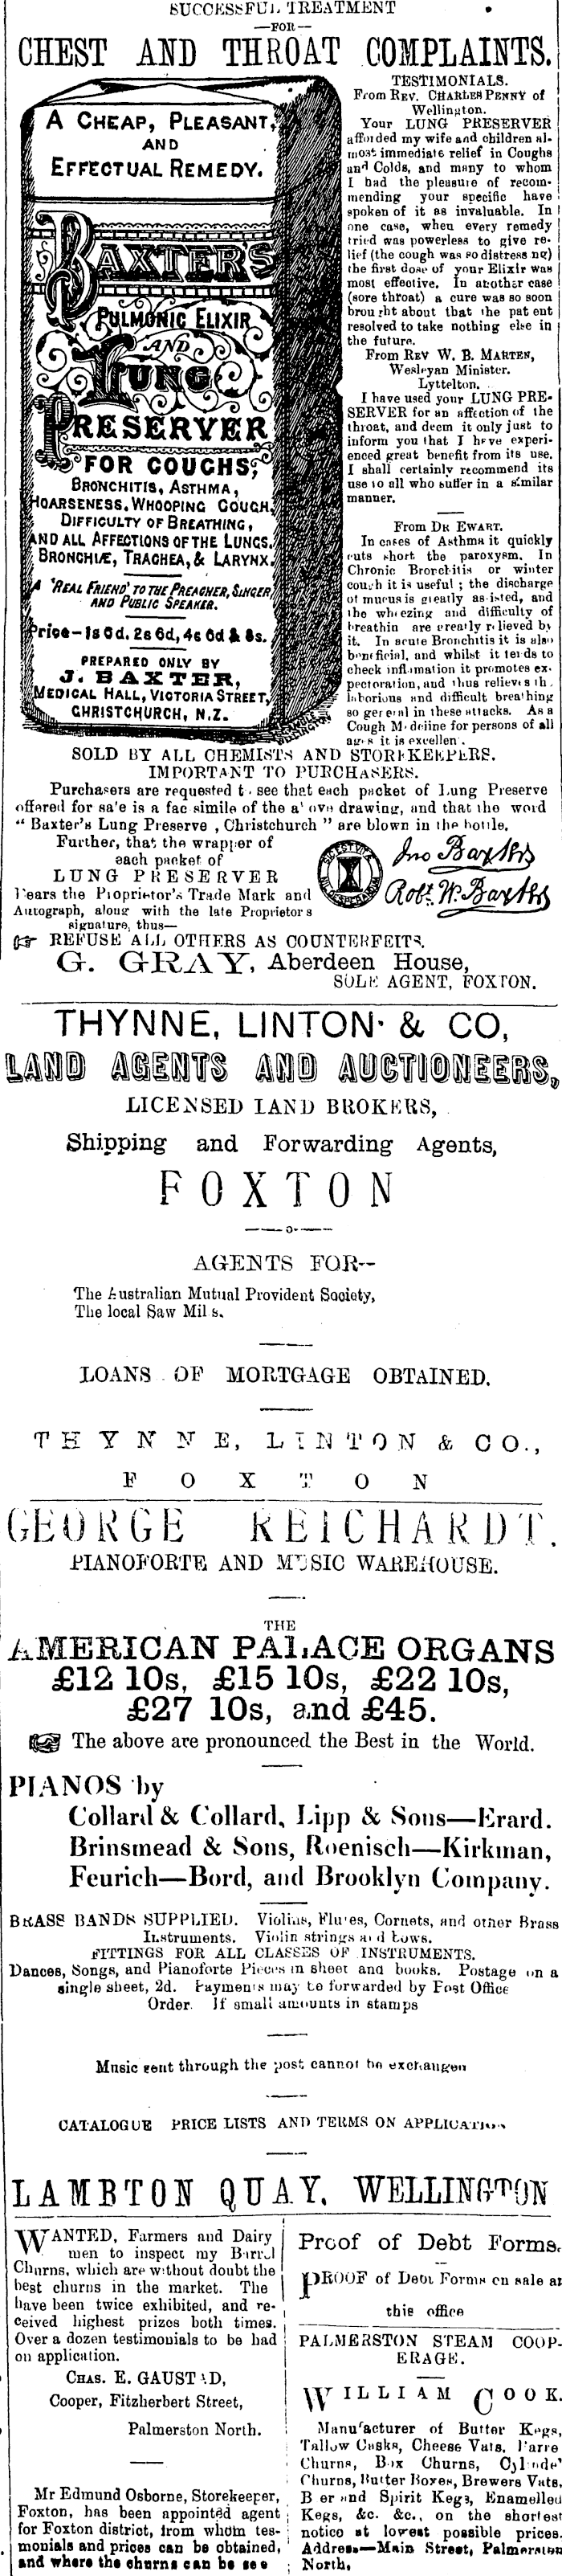 SUCCESSFUL TREATMENT
—FOR—
CHEST AND THROAT COMPLAINTS.
A CHEAP, PLEASANT,
AND
EFFECTUAL REMEDY.
BAXTER'S
PULMONIC ELIXIR
AND
LUNG
PRESERVER
FOR COUGHS,
BRONCHITIS, ASTHMA,
HOARSENESS, WHOOPING COUGH,
DIFFICULTY OF BREATHING,
AND ALL AFFECTIONS OF THE LUNGS.
BRONCHIÆ, TRACHEA, & LARYNX.
A 'REAL FRIEND' TO THE PREACHER, SINGER,
AND PUBLIC SPEAKER.
Price—1s 6d. 2s 6d, 4s 6d & 8s.
PREPARED ONLY BY
J. BAXTER,
MEDICAL HALL, VICTORIA STREET,
CHRISTCHURCH, N.Z.
TESTIMONIALS.
From REV. CHARLES PENNY of
Wellington.
Your LUNG PRESERVER
afforded my wife and children al-
most immediate relief in Coughs
and Colds, and many to whom
I had the pleasure of recom-
mending your specific have
spoken of it as invaluable. In
one case, when every remedy
tried was powerless to give re-
lief (the cough was so distressing)
the first dose of your Elixir was
most effective. In another case
(sore throat) a cure was so soon
brought about that the patient
resolved to take nothing else in
the future.
From REV W. B. MARTEN,
Wesleyan Minister.
Lyttelton.
I have used your LUNG PRE-
SERVER for an affection of the
throat, and deem it only just to
inform you that I have experi-
enced great benefit from its use.
I shall certainly recommend its
use to all who suffer in a similar
manner.
From DR EWART.
In cases of Asthma it quickly
cuts short the paroxysm. In
Chronic Bronchitis or winter
cough it is useful; the discharge
of mucus is greatly assisted, and
the wheezing and difficulty of
breathing are greatly relieved by
it. In acute Bronchitis it is also
beneficial, and whilst it tends to
check inflimation it promotes ex-
pectoration, and thus relieves the
laborious and difficult breathing
so general in these attacks. As a
Cough Medicine for persons of all
ages it is excellent.
SOLD BY ALL CHEMISTS AND STOREKEEPERS.
IMPORTANT TO PURCHASERS.
Purchasers are requested to see that each packet of Lung Preserve
offered for sale is a fac simile of the above drawing, and that the word
" Baxter's Lung Preserve , Christchurch " are blown in the bottle.
Further, that the wrapper of
each packet of
LUNG PRESERVER
bears the Proprietor's Trade Mark and
Autograph, along with the late Proprietors
signature, thus—
Jno Baxter
Robt. W. Baxter
☞ REFUSE ALL OTHERS AS COUNTERFEITS.
G. GRAY, Aberdeen House,
SOLE AGENT, FOXTON.
THYNNE, LINTON & CO,
LAND AGENTS AND AUCTIONEERS,
LICENSED LAND BROKERS,
Shipping and Forwarding Agents,
FOXTON
——o——
AGENTS FOR—
The Australian Mutual Provident Society,
The local Saw Mills.
LOANS OF MORTGAGE OBTAINED.
THYNNE, LINTON & CO.,
FOXTON
GEORGE REICHARDT.
PIANOFORTE AND MUSIC WAREHOUSE.
THE
AMERICAN PALACE ORGANS
£12 10s, £15 10s, £22 10s,
£27 10s, and £45.
☞ The above are pronounced the Best in the World.
PIANOS by
Collard & Collard, Lipp & Sons—Erard.
Brinsmead & Sons, Roenisch—Kirkman,
Feurich—Bord, and Brooklyn Company.
BRASS BANDS SUPPLIED. Violins, Flutes, Cornets, and other Brass
Instruments. Violin strings and bows.
FITTINGS FOR ALL CLASSES OF INSTRUMENTS.
Dances, Songs, and Pianoforte Pieces in sheet and books. Postage on a
single sheet, 2d. Payments may be forwarded by Post Office
Order. If small amounts in stamps
Music sent through the post cannot be exchanged
CATALOGUE PRICE LISTS AND TERMS ON APPLICATION
LAMBTON QUAY, WELLINGTON
WANTED, Farmers and Dairy
men to inspect my Barrel
Churns, which are without doubt the
best churns in the market. The
have been twice exhibited, and re-
ceived highest prizes both times.
Over a dozen testimonials to be had
on application.
CHAS. E. GAUSTAD,
Cooper, Fitzherbert Street,
Palmerston North.
Mr Edmund Osborne, Storekeeper,
Foxton, has been appointed agent
for Foxton district, from whom tes-
monials and prices can be obtained,
and where the churns can be see
Proof of Debt Forms.
PROOF of Debt Forms on sale at
this office
PALMERSTON STEAM COOP-
ERAGE.
WILLIAM COOK.
Manufacturer of Butter Kegs,
Tallow Casks, Cheese Vats, Barre
Churns, Box Churns, Cylinde
Churns, Butter Boxes, Brewers Vats,
Beer and Spirit Kegs, Enamelled
Kegs, &c. &c., on the shortest
notice at lowest possible prices.
Address—Main Street, Palmerston
North,